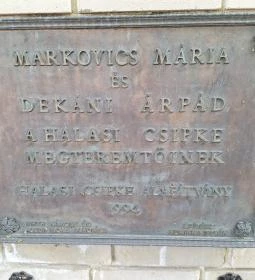 MARKOVICS MÁRIA
ÉS
DEKÁNI ÁRPÁD
A HALASI CSIPKE
MEGTEREMTŐINEK
HALASI CSIPKE ALAPÍTVÁNY
1994